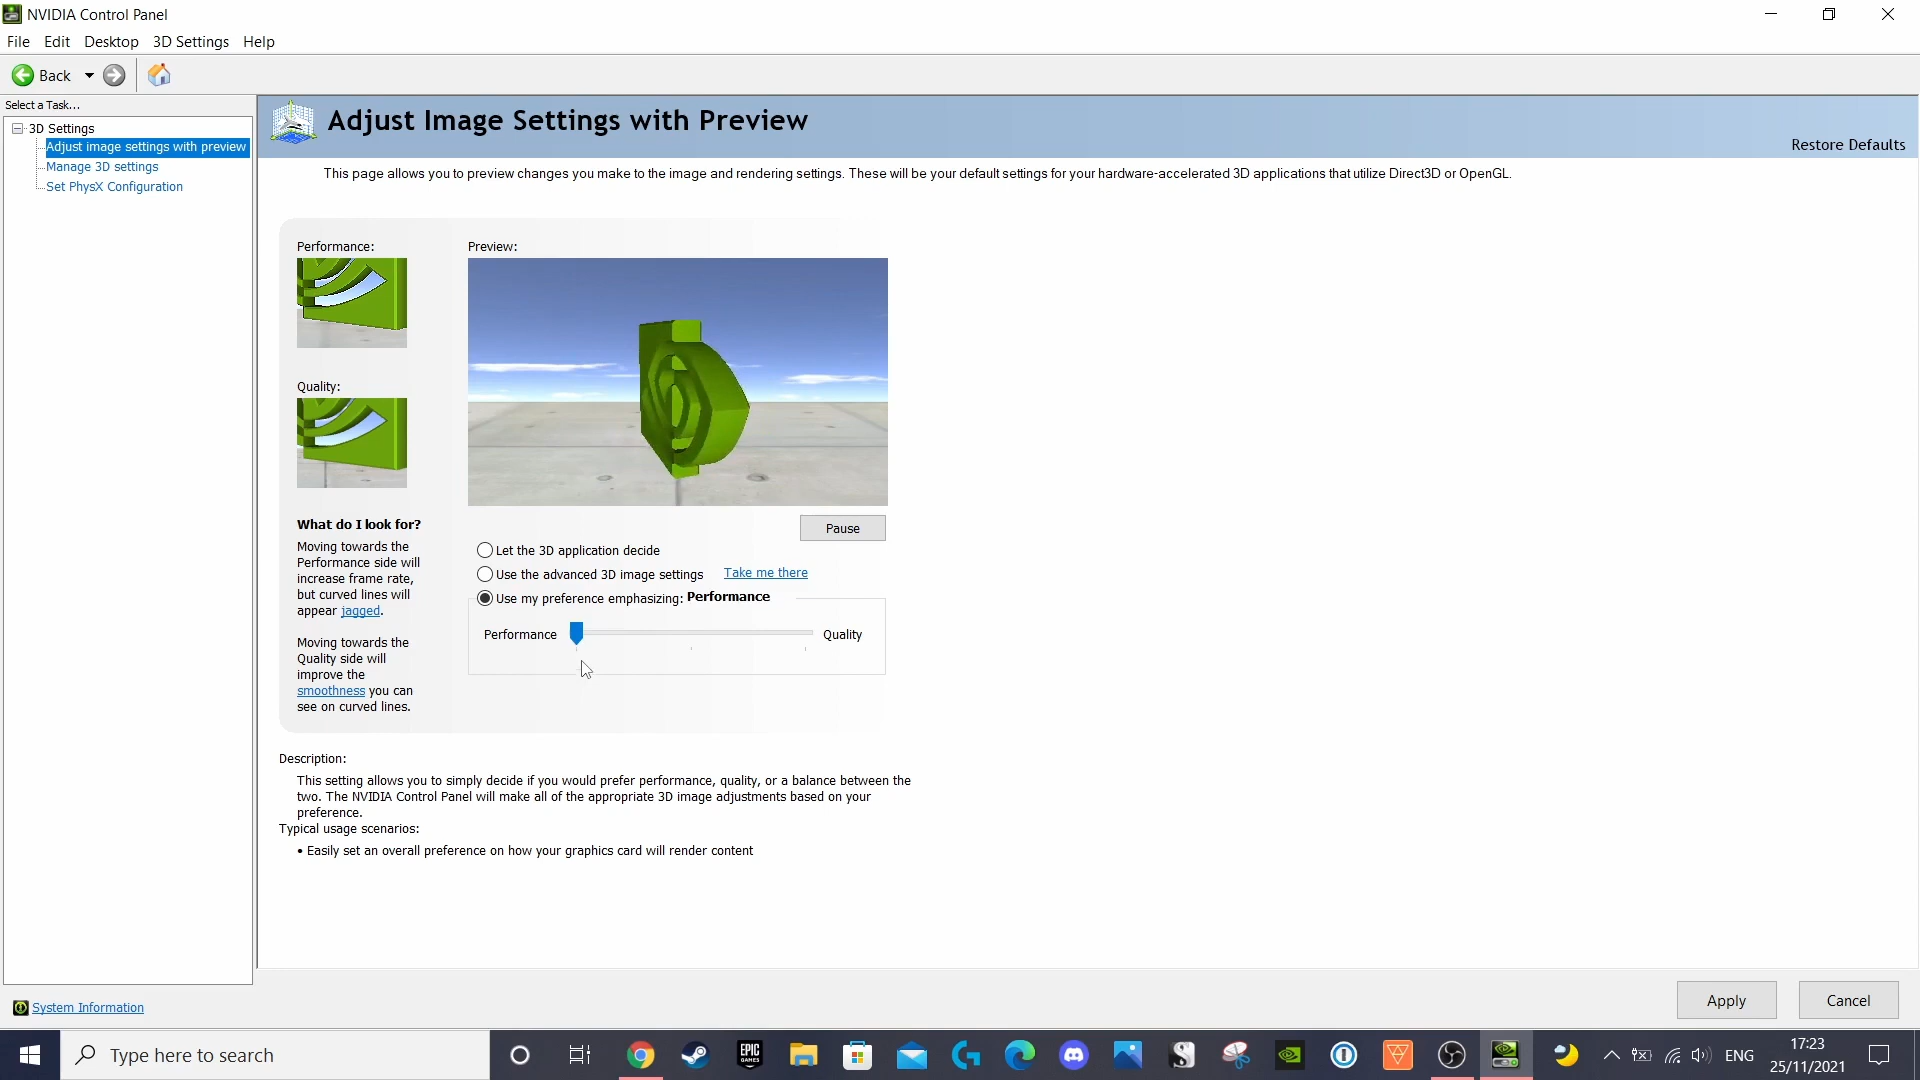 NVIDIA Control Panel
File Edit Desktop 3D Settings Help
Back
Select a Task...
3D Settings
Adjust image settings with preview
Manage 3D settings
Set PhysX Configuration
System Information
Adjust Image Settings with Preview
Restore Defaults
This page allows you to preview changes you make to the image and rendering settings. These will be your default settings for your hardware-accelerated 3D applications that utilize Direct3D or OpenGL.
Performance:
Quality:
What do I look for?
Moving towards the
Performance side will
increase frame rate,
but curved lines will
appear jagged.
Moving towards the
Quality side will
improve the
smoothness you can
see on curved lines.
Preview:
Pause
Let the 3D application decide
Use the advanced 3D image settings Take me there
Use my preference emphasizing: Performance
Performance Quality
Description:
This setting allows you to simply decide if you would prefer performance, quality, or a balance between the
two. The NVIDIA Control Panel will make all of the appropriate 3D image adjustments based on your
preference.
Typical usage scenarios:
• Easily set an overall preference on how your graphics card will render content
Apply Cancel
Type here to search
EPIC
GAMES
ENG
17:23
25/11/2021